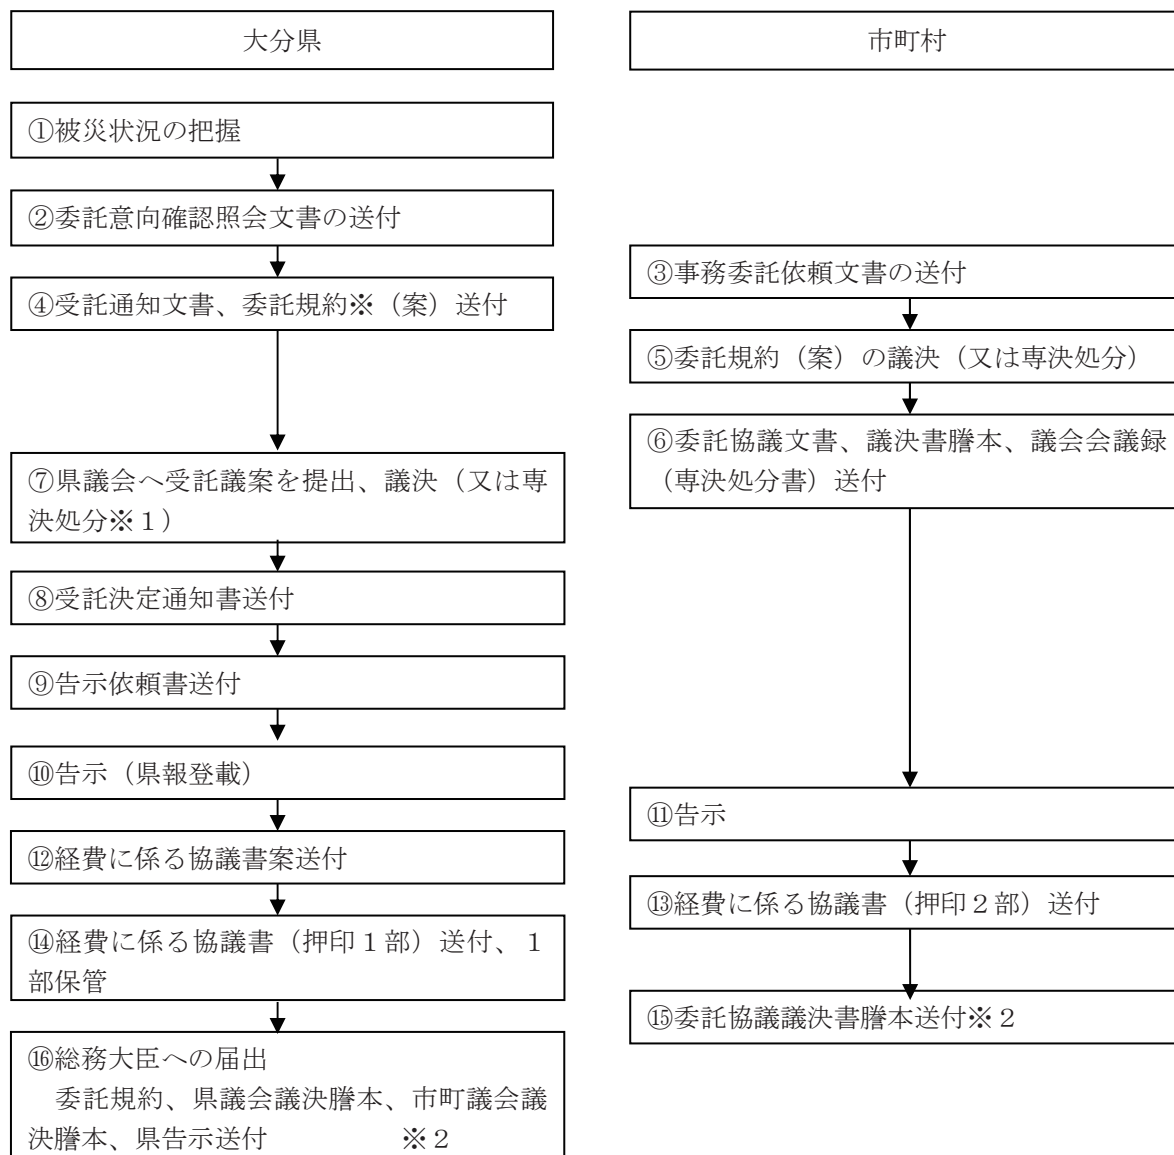 大分県
市町村
①被災状況の把握
②委託意向確認照会文書の送付
③事務委託依頼文書の送付
④受託通知文書、委託規約※（案）送付
⑤委託規約（案）の議決（又は専決処分）
⑥委託協議文書、議決書謄本、議会会議録
（専決処分書）送付
⑦県議会へ受託議案を提出、議決（又は専
決処分※１）
⑧受託決定通知書送付
⑨告示依頼書送付
⑩告示（県報登載）
⑪告示
⑫経費に係る協議書案送付
⑬経費に係る協議書（押印２部）送付
⑭経費に係る協議書（押印１部）送付、１
部保管
⑮委託協議議決書謄本送付※２
⑯総務大臣への届出
委託規約、県議会議決謄本、市町議会議
決謄本、県告示送付　　　　　※２